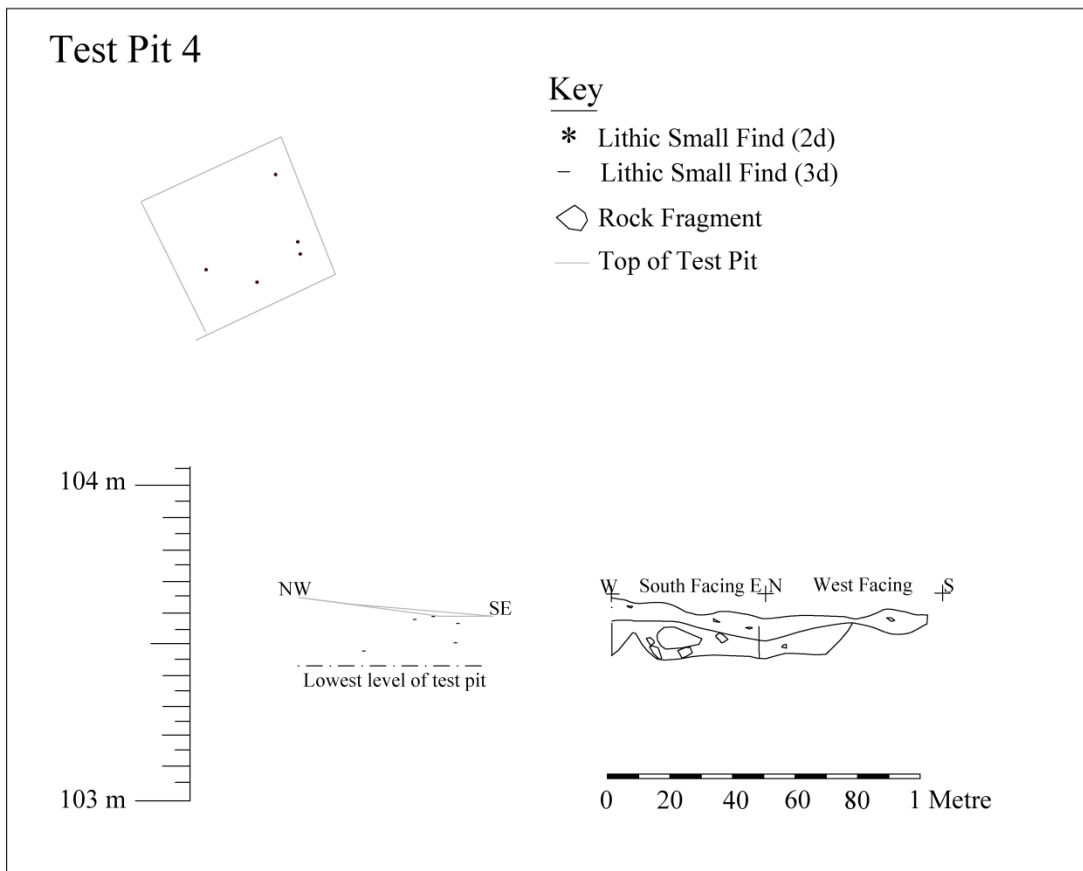 Test Pit 4
Key
* Lithic Small Find (2d)
- Lithic Small Find (3d)
Rock Fragment
Top of Test Pit
104 m
103 m
NW
SE
Lowest level of test pit
W South Facing E N West Facing S
0 20 40 60 80 1 Metre